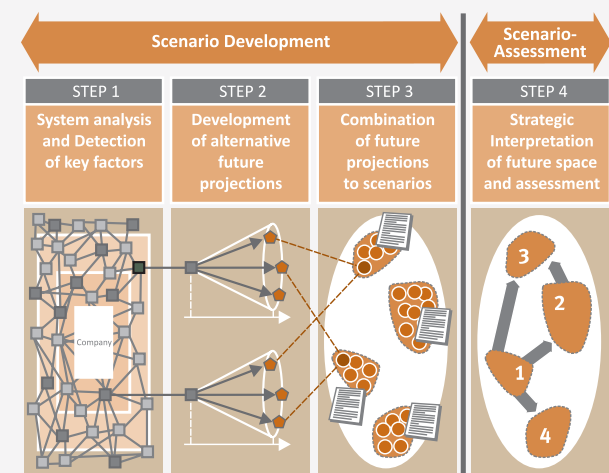 Scenario Development
Scenario-
Assessment
STEP 1
STEP 2
STEP 3
STEP 4
System analysis
and Detection
of key factors
Development
of alternative
future
projections
Combination
of future
projections
to scenarios
Strategic
Interpretation
of future space
and assessment
Company
3
2
1
4